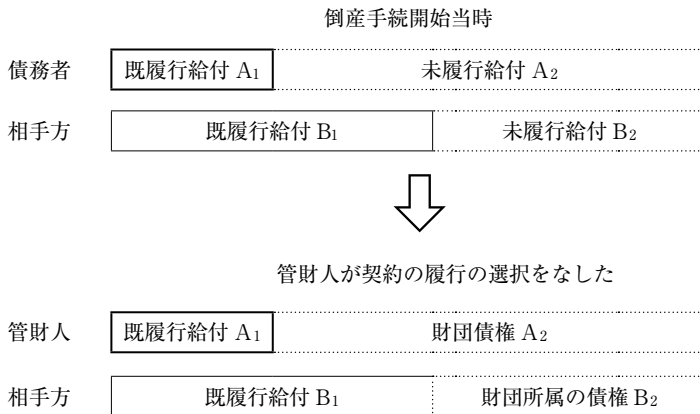 倒産手続開始当時
債務者 既履行給付 A1 未履行給付 A2
相手方 既履行給付 B1 未履行給付 B2
管財人が契約の履行の選択をなした
管財人 既履行給付 A1 財団債権 A2
相手方 既履行給付 B1 財団所属の債権 B2